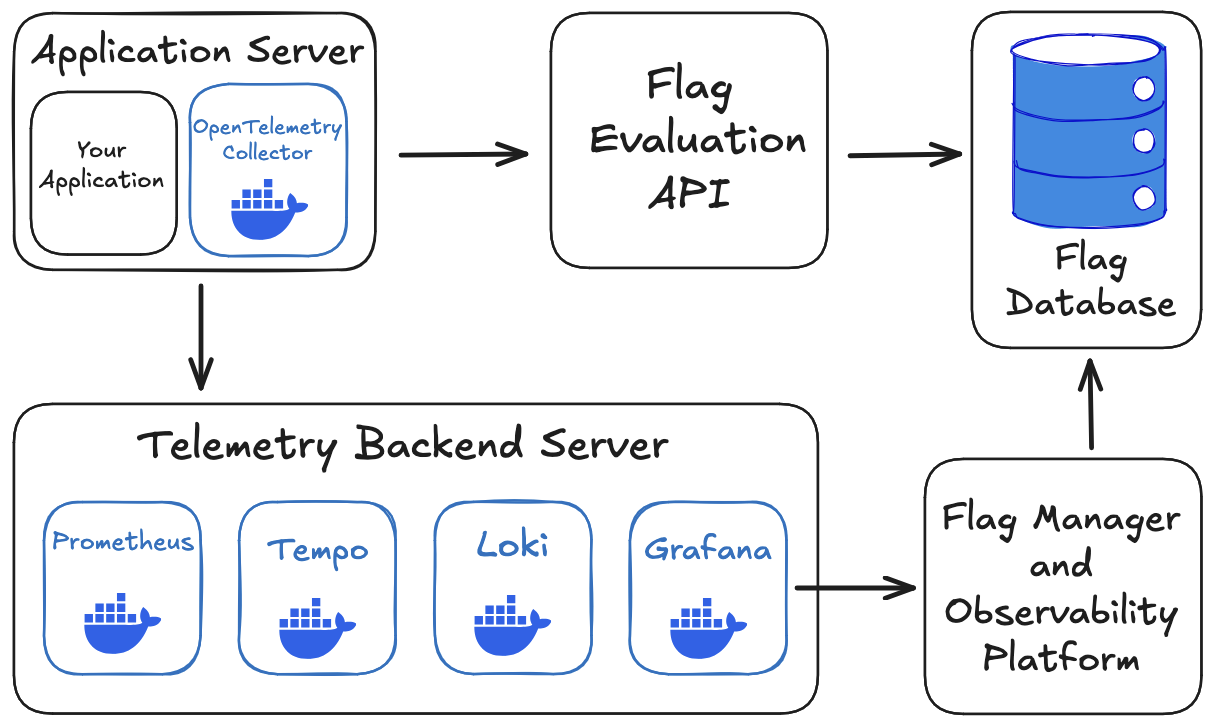 Application Server
Your
Application
OpenTelemetry
Collector
Flag
Evaluation
API
Flag
Database
Telemetry Backend Server
Prometheus
Tempo
Loki
Grafana
Flag Manager
and
Observability
Platform